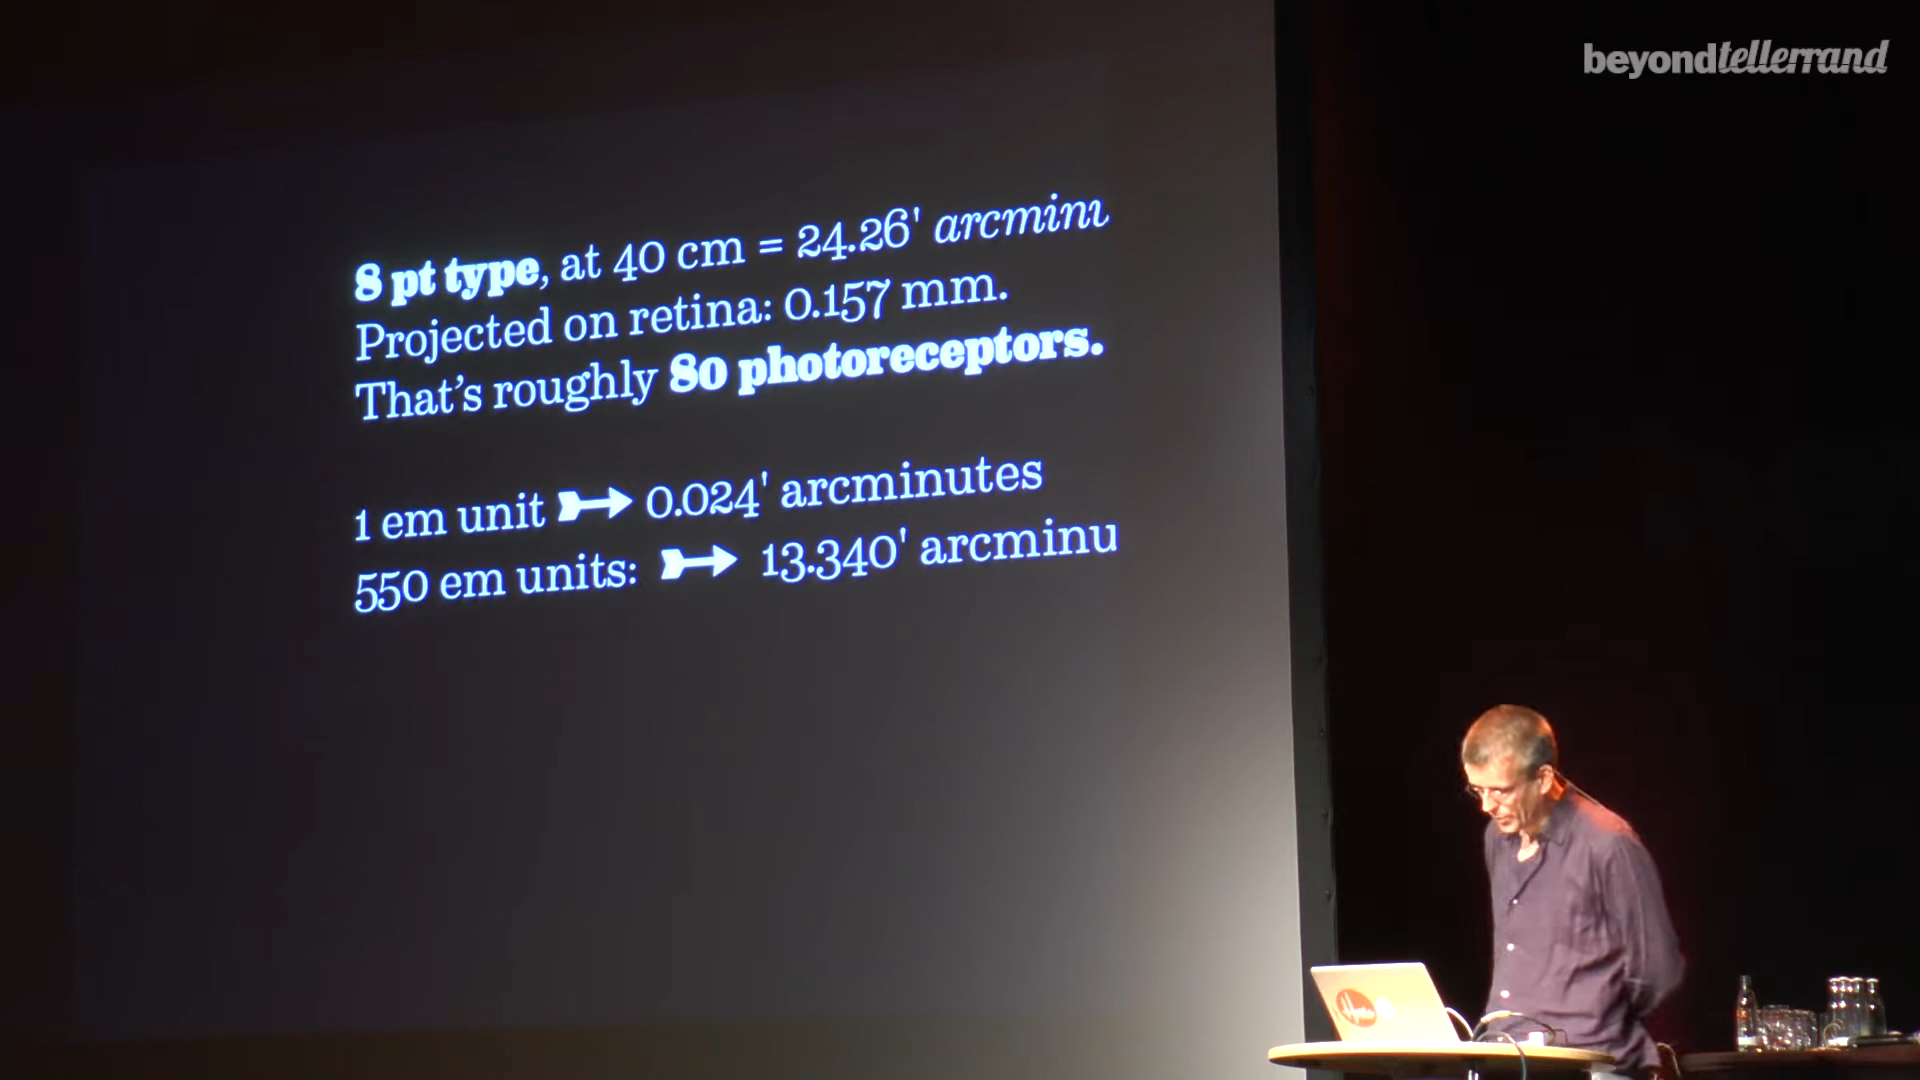 beyondtellerrand
8 pt type, at 40 cm = 24.26' arcminu
Projected on retina: 0.157 mm.
That's roughly 80 photoreceptors.
1 em unit ➳ 0.024' arcminutes
550 em units: ➳ 13.340' arcminu